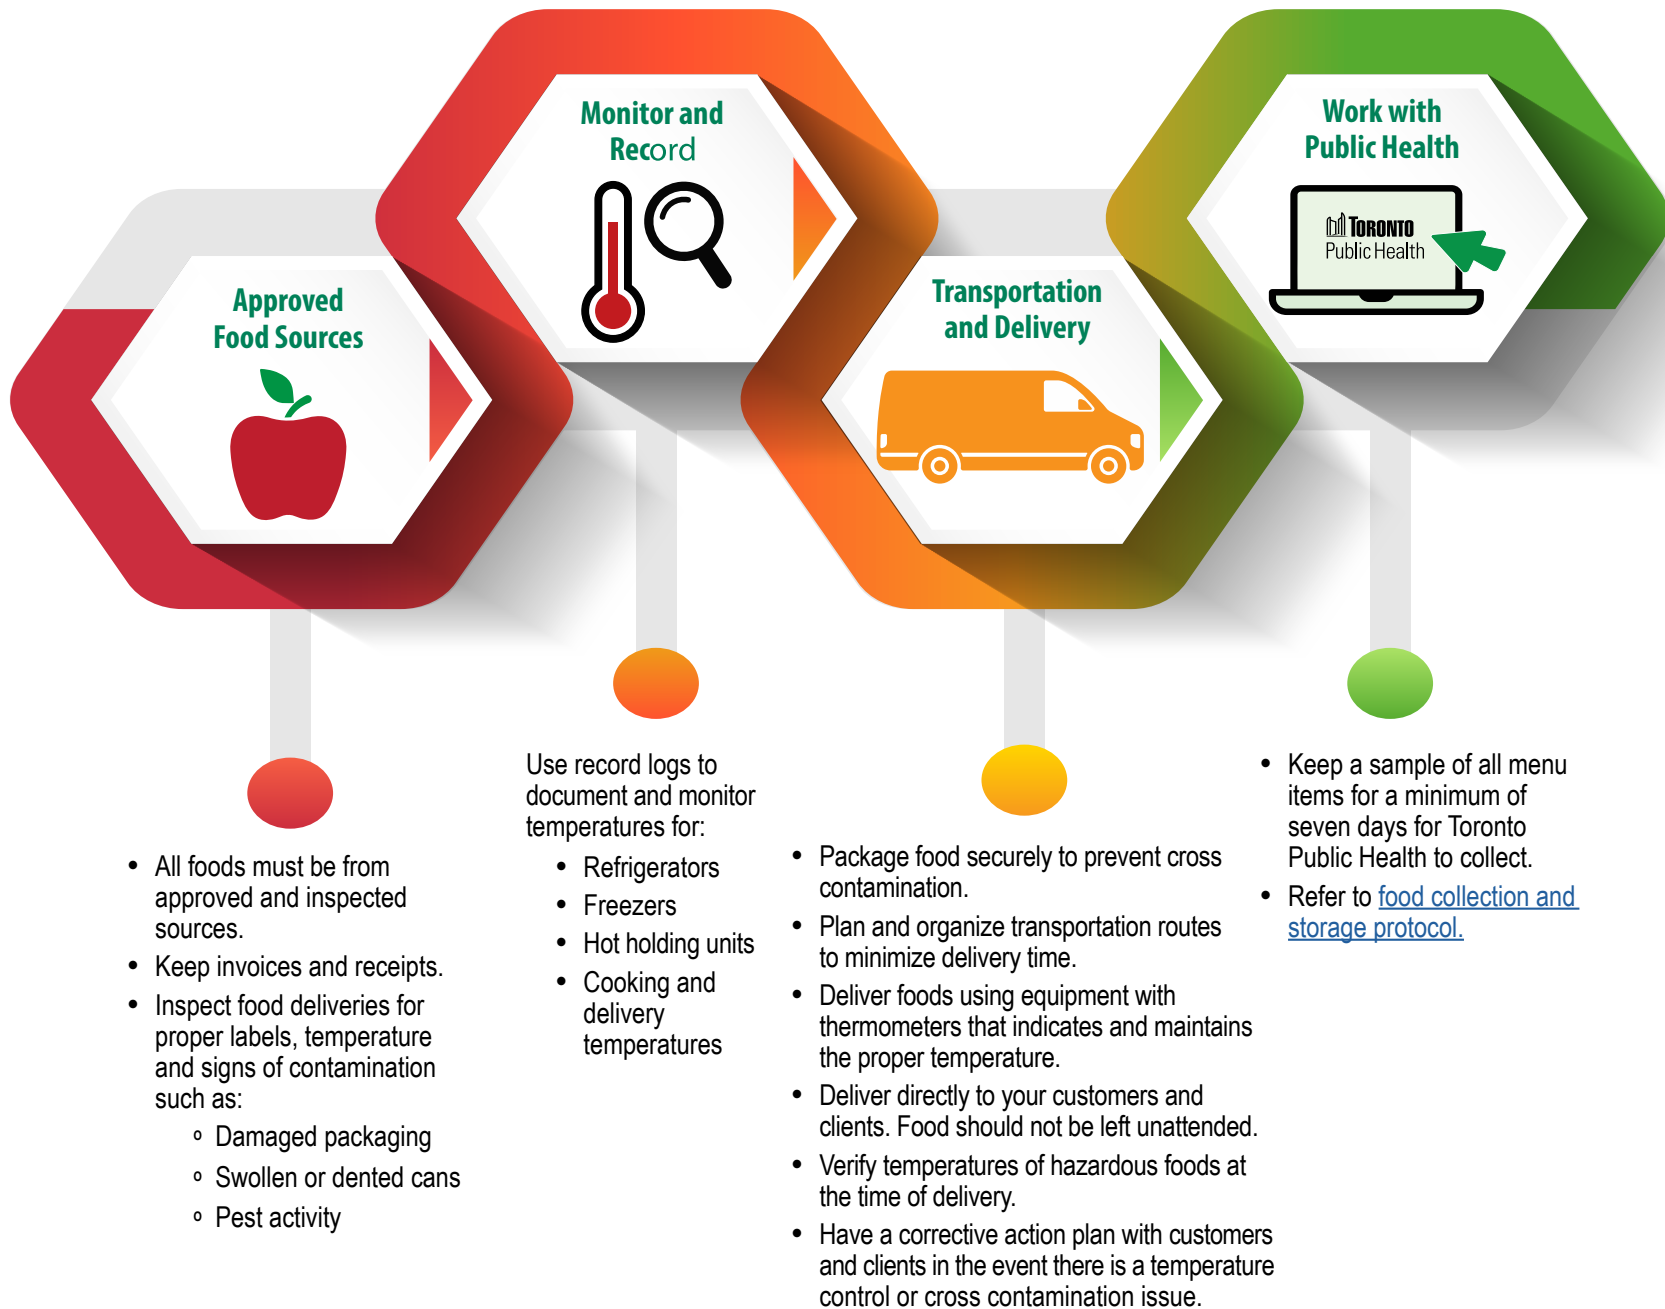 Approved
Food Sources
Monitor and
Record
Transportation
and Delivery
Work with
Public Health
TORONTO
Public Health
• All foods must be from
approved and inspected
sources.
• Keep invoices and receipts.
• Inspect food deliveries for
proper labels, temperature
and signs of contamination
such as:
o Damaged packaging
o Swollen or dented cans
o Pest activity
Use record logs to
document and monitor
temperatures for:
• Refrigerators
• Freezers
• Hot holding units
• Cooking and
delivery
temperatures
• Package food securely to prevent cross
contamination.
• Plan and organize transportation routes
to minimize delivery time.
• Deliver foods using equipment with
thermometers that indicates and maintains
the proper temperature.
• Deliver directly to your customers and
clients. Food should not be left unattended.
• Verify temperatures of hazardous foods at
the time of delivery.
• Have a corrective action plan with customers
and clients in the event there is a temperature
control or cross contamination issue.
• Keep a sample of all menu
items for a minimum of
seven days for Toronto
Public Health to collect.
• Refer to food collection and
storage protocol.